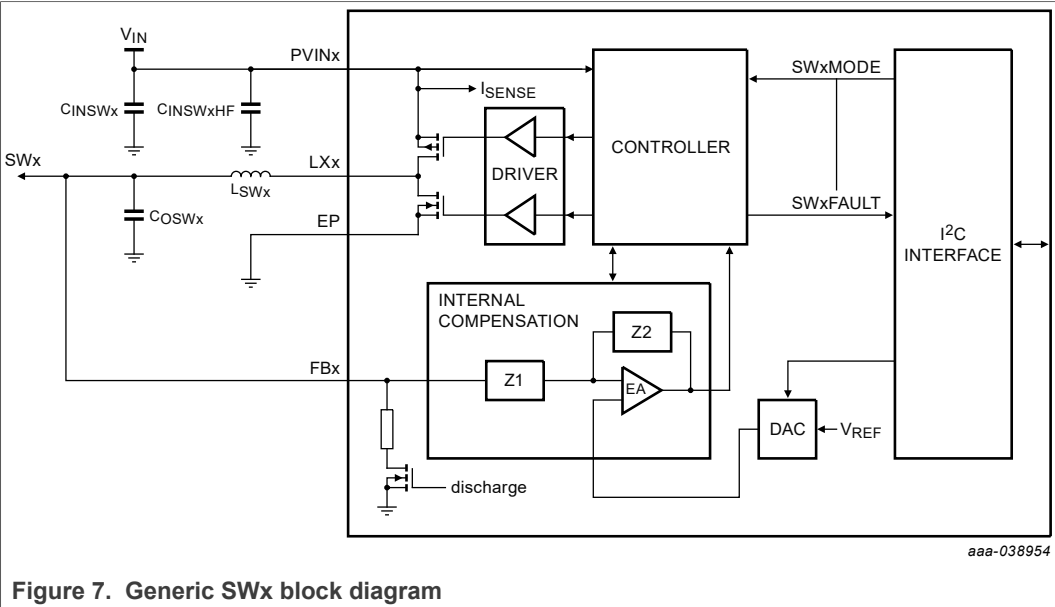 VIN
PVINx
CINSWx
CINSWxHF
ISENSE
SWx
LXx
LSWx
COSWx
EP
DRIVER
CONTROLLER
SWxMODE
SWxFAULT
I2C
INTERFACE
INTERNAL
COMPENSATION
Z2
FBx
Z1
EA
DAC
VREF
discharge
aaa-038954
Figure 7. Generic SWx block diagram